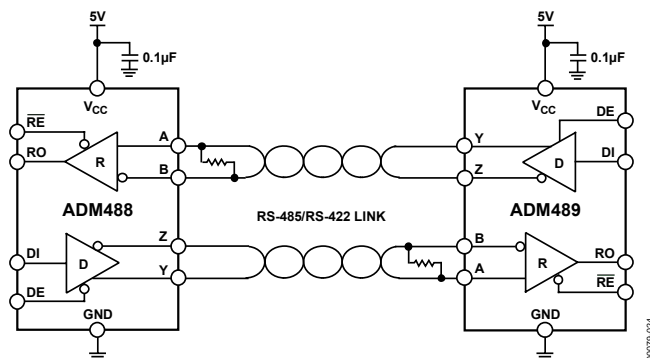 5V
5V
0.1µF
0.1µF
VCC
VCC
RE
DE
A
Y
RO
R
D
DI
B
Z
ADM488
RS-485/RS-422 LINK
ADM489
Z
B
DI
D
R
RO
Y
A
DE
RE
GND
GND